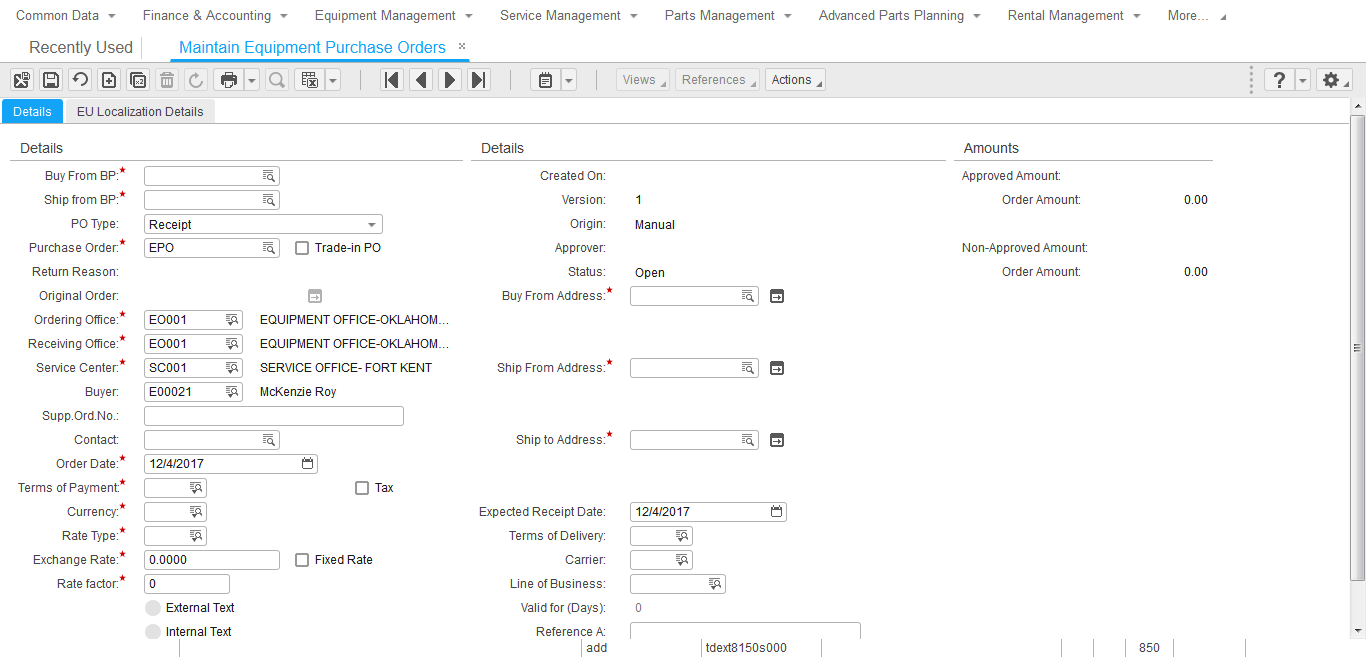 Common Data Finance & Accounting Equipment Management Service Management Parts Management Advanced Parts Planning Rental Management More...
Recently Used Maintain Equipment Purchase Orders ×
Views References Actions ?
Details EU Localization Details
Details Details Amounts
Buy From BP:* Created On: Approved Amount:
Ship from BP:* Version: 1 Order Amount: 0.00
PO Type: Receipt Origin: Manual
Purchase Order:* EPO Trade-in PO Approver: Non-Approved Amount:
Return Reason: Status: Open Order Amount: 0.00
Original Order: Buy From Address:*
Ordering Office:* EO001 EQUIPMENT OFFICE-OKLAHOM...
Receiving Office:* EO001 EQUIPMENT OFFICE-OKLAHOM...
Service Center:* SC001 SERVICE OFFICE- FORT KENT Ship From Address:*
Buyer: E00021 McKenzie Roy
Supp.Ord.No.:
Contact: Ship to Address:*
Order Date:* 12/4/2017
Terms of Payment:* Tax
Currency:* Expected Receipt Date: 12/4/2017
Rate Type:* Terms of Delivery:
Exchange Rate:* 0.0000 Fixed Rate Carrier:
Rate factor:* 0 Line of Business:
External Text Valid for (Days): 0
Internal Text Reference A:
add tdext8150s000 850